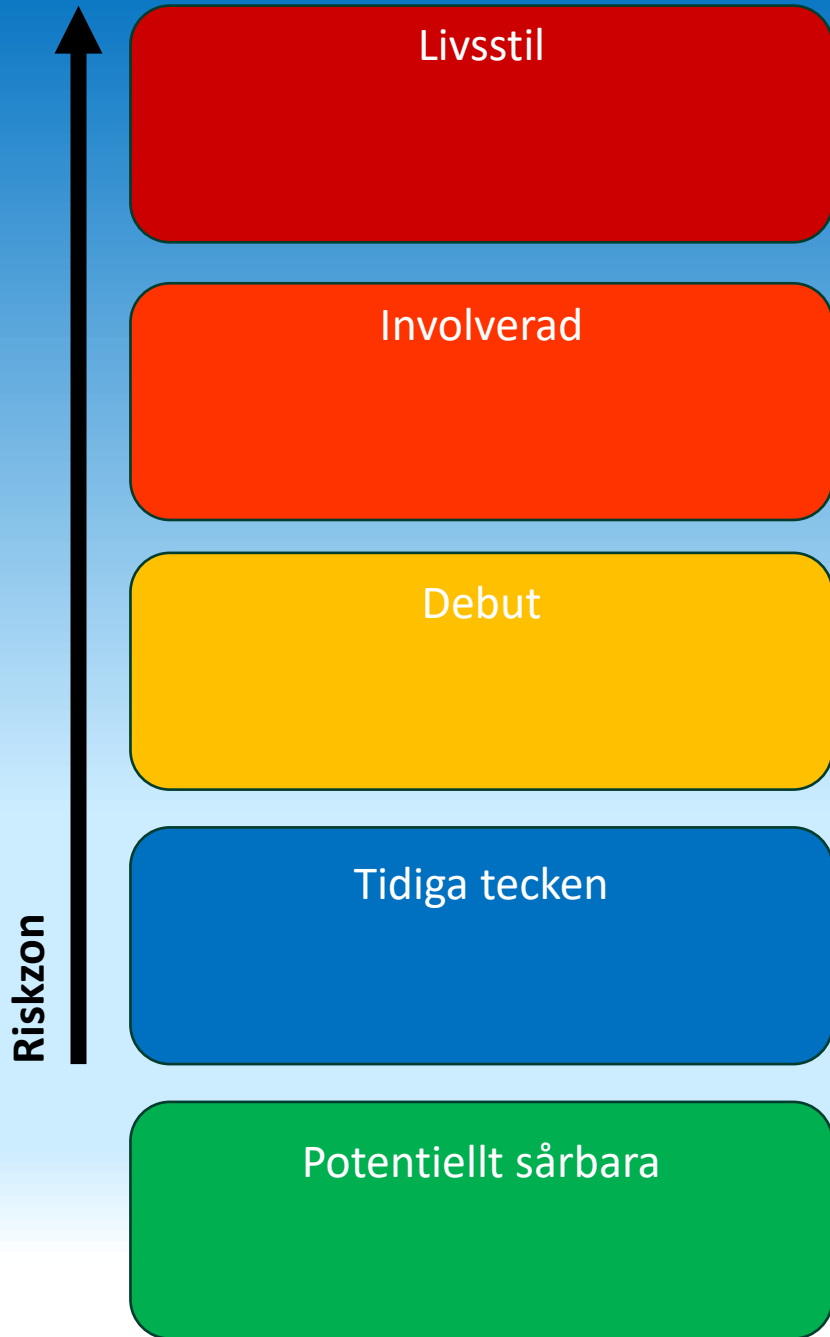 Livsstil
Involverad
Debut
Tidiga tecken
Riskzon
Potentiellt sårbara